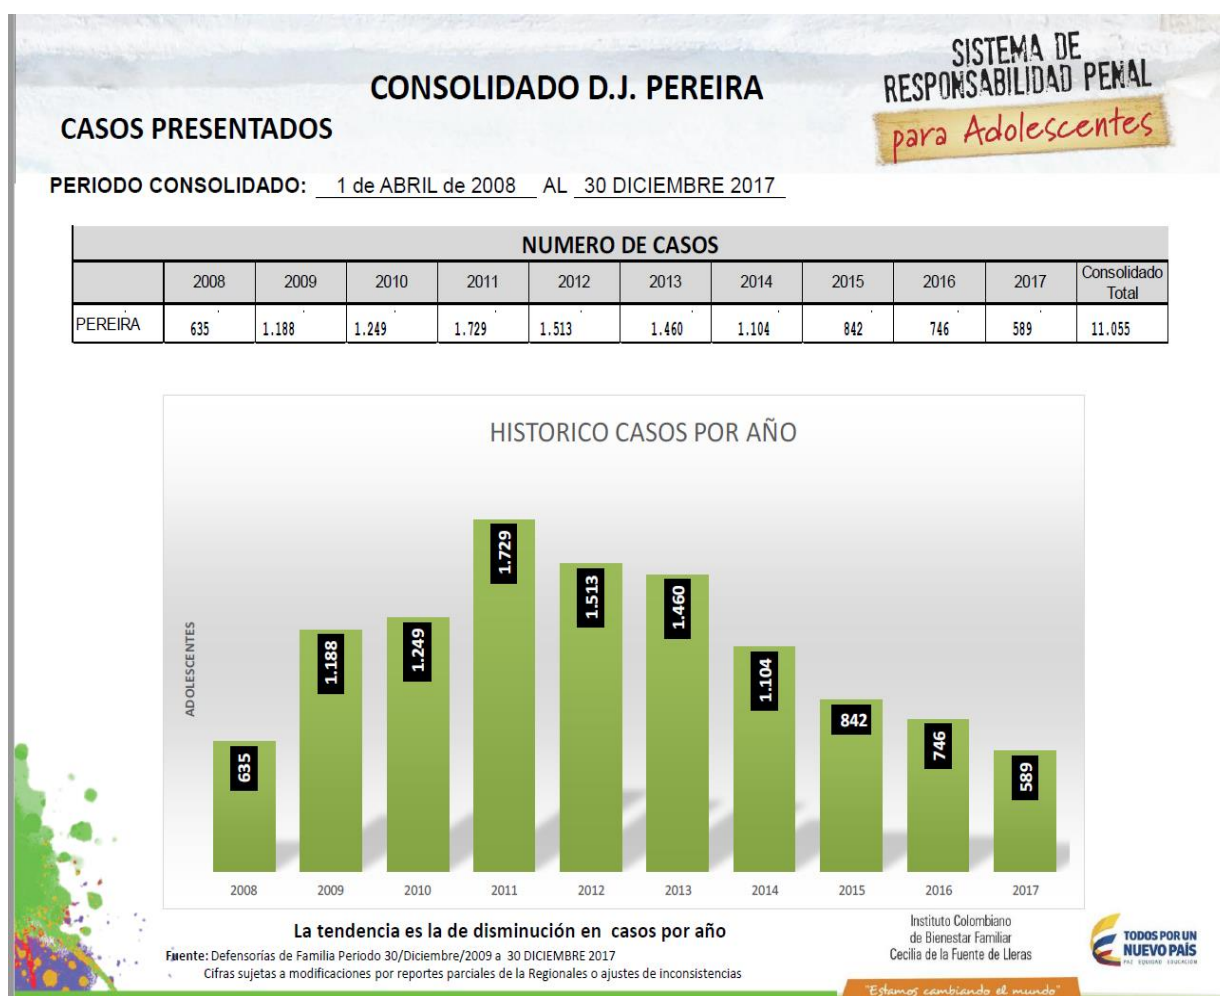 SISTEMA DE
RESPONSABILIDAD PENAL
para Adolescentes
CONSOLIDADO D.J. PEREIRA
CASOS PRESENTADOS
PERIODO CONSOLIDADO: 1 de ABRIL de 2008 AL 30 DICIEMBRE 2017
NUMERO DE CASOS
2008 2009 2010 2011 2012 2013 2014 2015 2016 2017 Consolidado Total
PEREIRA 635 1.188 1.249 1.729 1.513 1.460 1.104 842 746 589 11.055
HISTORICO CASOS POR AÑO
ADOLESCENTES
635 1.188 1.249 1.729 1.513 1.460 1.104 842 746 589
2008 2009 2010 2011 2012 2013 2014 2015 2016 2017
La tendencia es la de disminución en casos por año
Fuente: Defensorías de Familia Periodo 30/Diciembre/2009 a 30 DICIEMBRE 2017
Cifras sujetas a modificaciones por reportes parciales de la Regionales o ajustes de inconsistencias
Instituto Colombiano
de Bienestar Familiar
Cecilia de la Fuente de Lleras
TODOS POR UN
NUEVO PAÍS
PAZ EQUIDAD EDUCACIÓN
"Estamos cambiando el mundo"